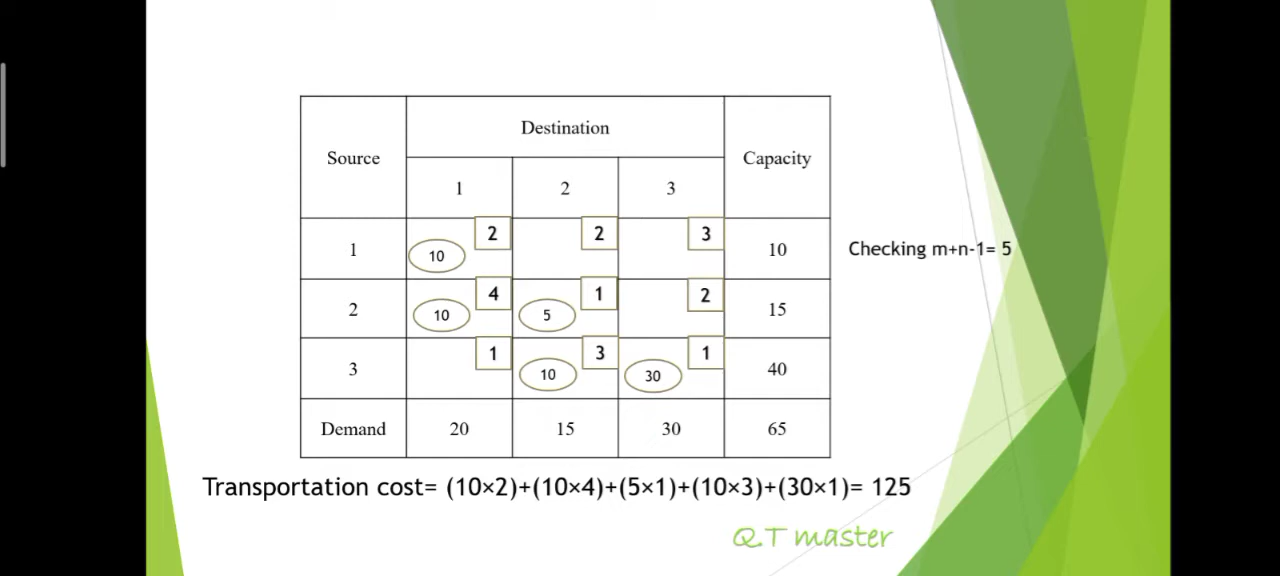 Destination
Source Capacity
1 2 3
2 2 3
1 10 10
4 1 2
2 10 5 15
1 3 1
3 10 30 40
Demand 20 15 30 65
Checking m+n-1= 5
Transportation cost= (10×2)+(10×4)+(5×1)+(10×3)+(30×1)= 125
Q.T master